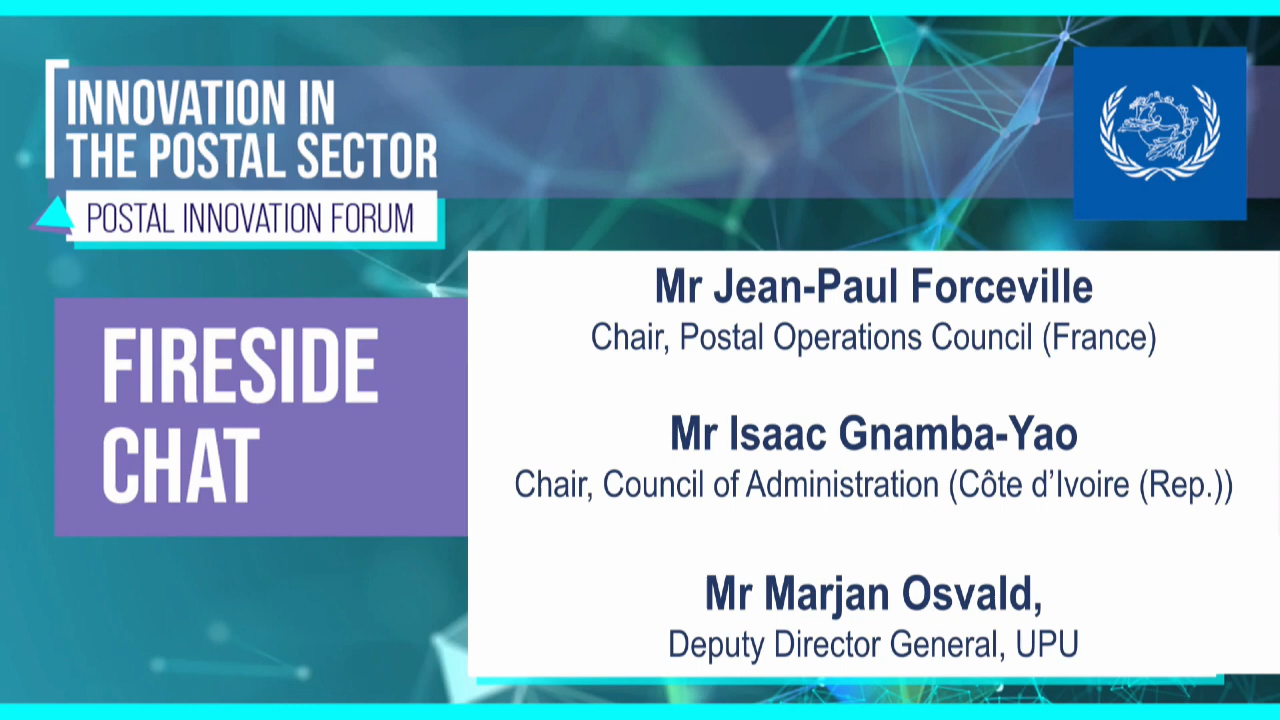 INNOVATION IN
THE POSTAL SECTOR
POSTAL INNOVATION FORUM
FIRESIDE
CHAT
Mr Jean-Paul Forceville
Chair, Postal Operations Council (France)
Mr Isaac Gnamba-Yao
Chair, Council of Administration (Côte d’Ivoire (Rep.))
Mr Marjan Osvald,
Deputy Director General, UPU